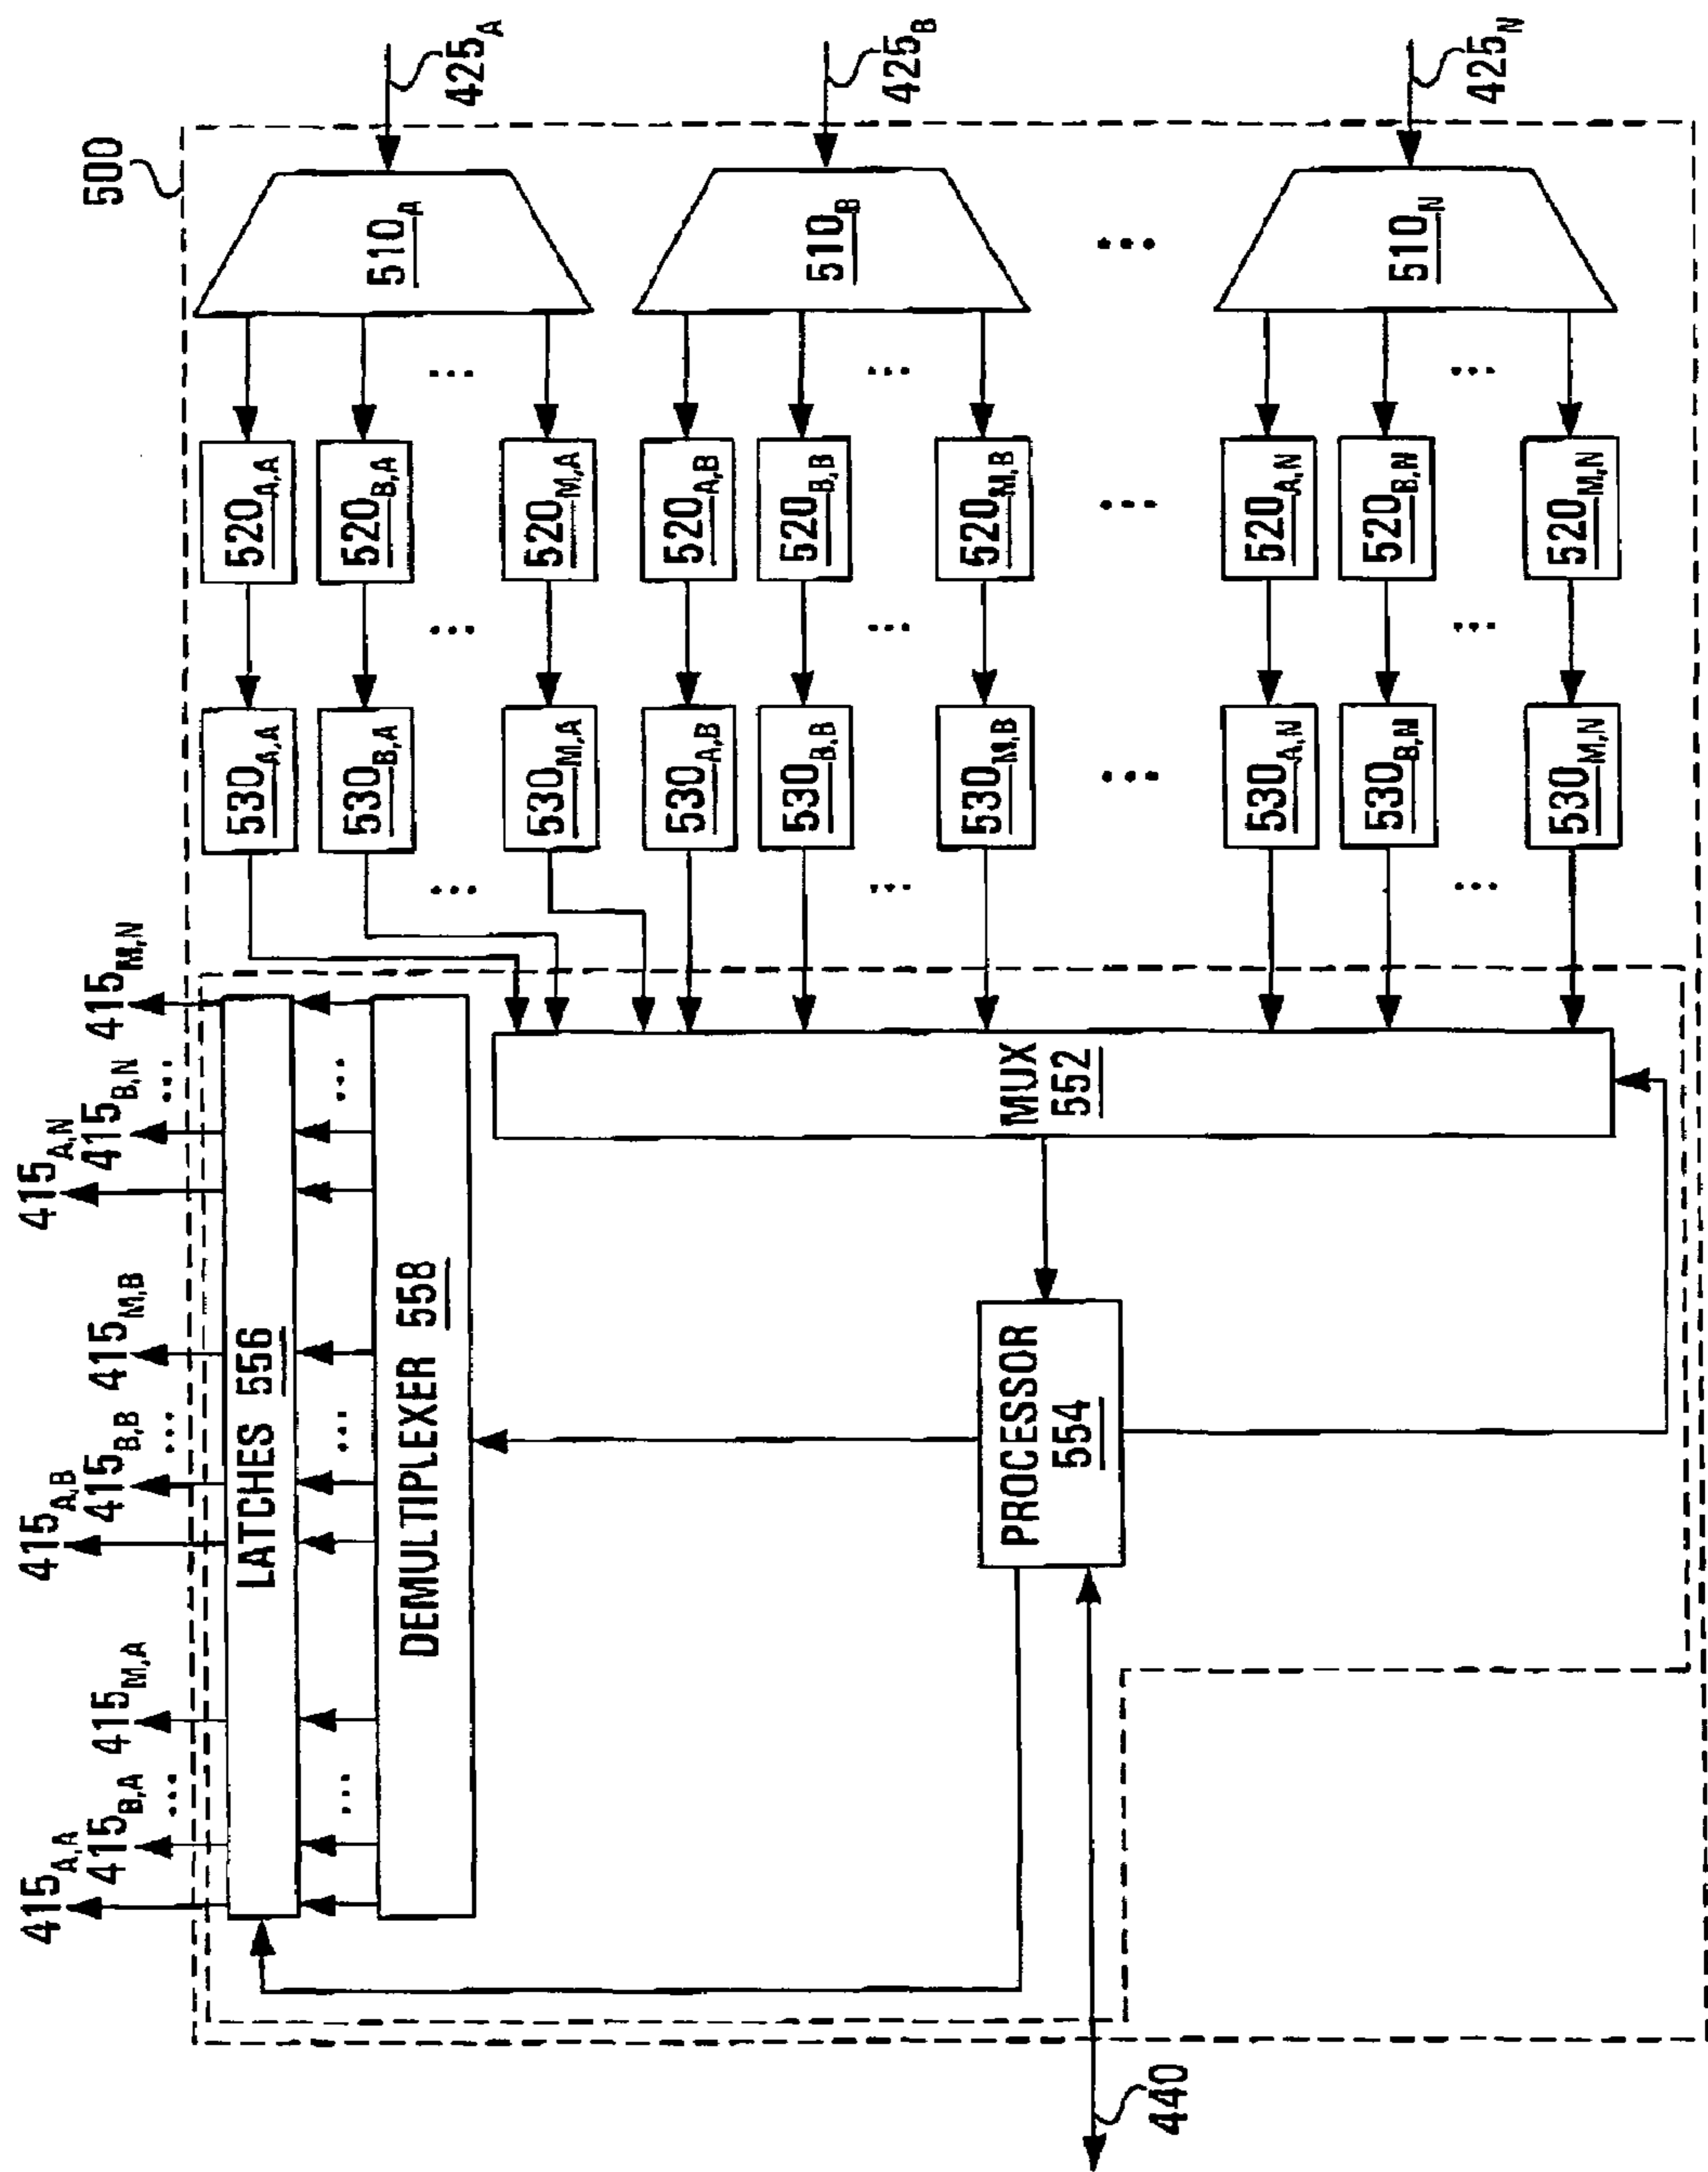 500
415A,A
415B,A
...
415M,A
415A,B
415B,B
...
415M,B
415A,N
415B,N
...
415M,N
LATCHES 556
... ... ...
DEMULTIPLEXER 558
PROCESSOR
554
MUX
552
440
530A,A
530B,A
...
530M,A
530A,B
530B,B
...
530M,B
...
530A,N
530B,N
...
530M,N
520A,A
520B,A
...
520M,A
520A,B
520B,B
...
520M,B
...
520A,N
520B,N
...
520M,N
510A
510B
...
510N
425A
425B
425N